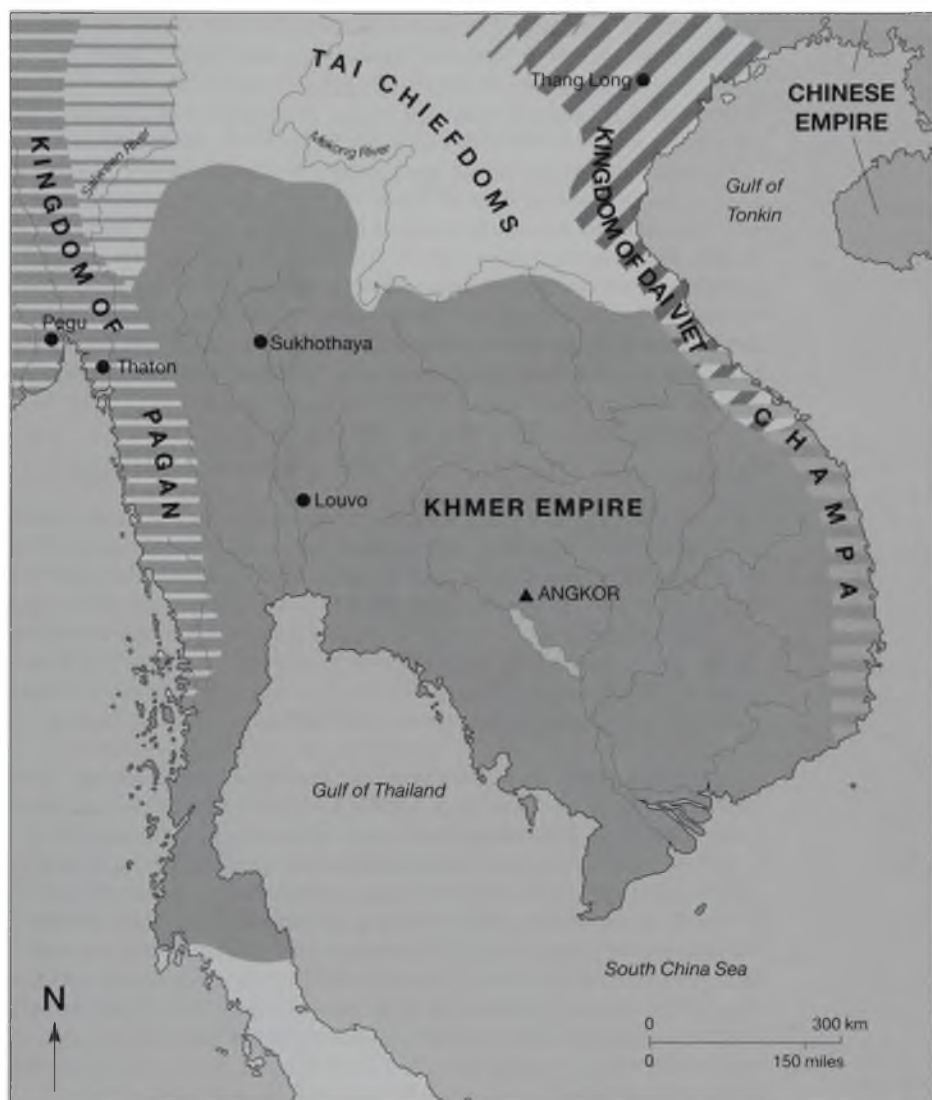 TAI CHIEFDOMS
Thang Long
CHINESE
EMPIRE
KINGDOM OF PAGAN
Salween River
Mekong River
KINGDOM OF DAI VIET
Gulf of
Tonkin
Pegu
Thaton
Sukhothaya
CHAMPA
Louvo
KHMER EMPIRE
ANGKOR
Gulf of Thailand
South China Sea
N
0 300 km
0 150 miles